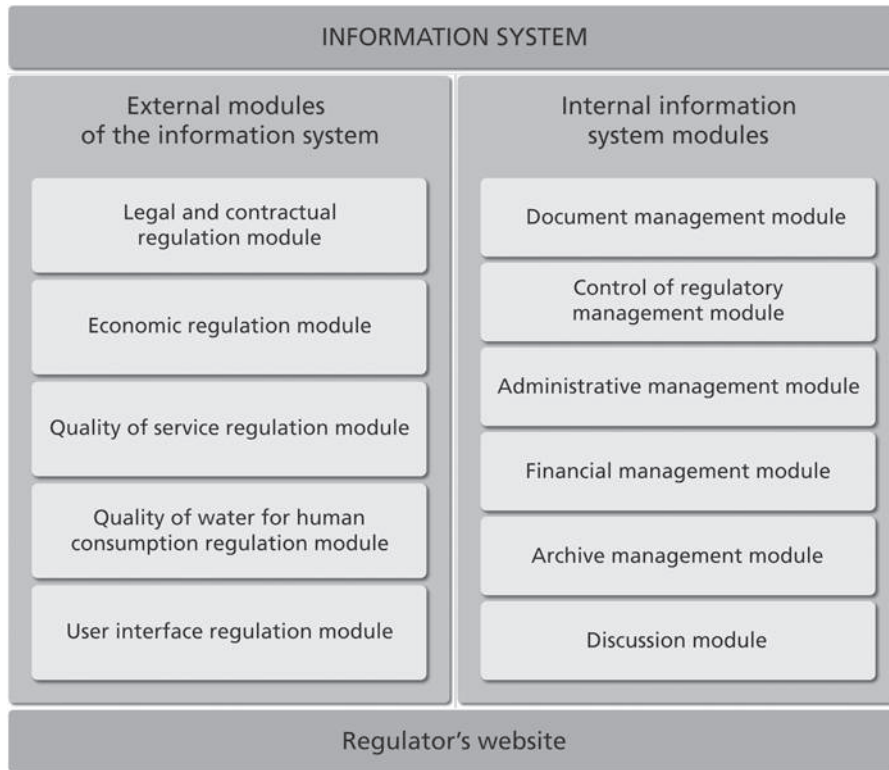 INFORMATION SYSTEM
External modules
of the information system
Legal and contractual
regulation module
Economic regulation module
Quality of service regulation module
Quality of water for human
consumption regulation module
User interface regulation module
Internal information
system modules
Document management module
Control of regulatory
management module
Administrative management module
Financial management module
Archive management module
Discussion module
Regulator’s website